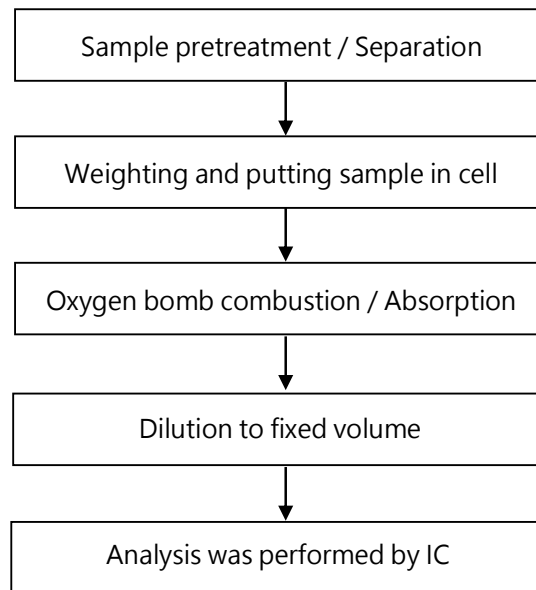 Sample pretreatment / Separation
Weighting and putting sample in cell
Oxygen bomb combustion / Absorption
Dilution to fixed volume
Analysis was performed by IC